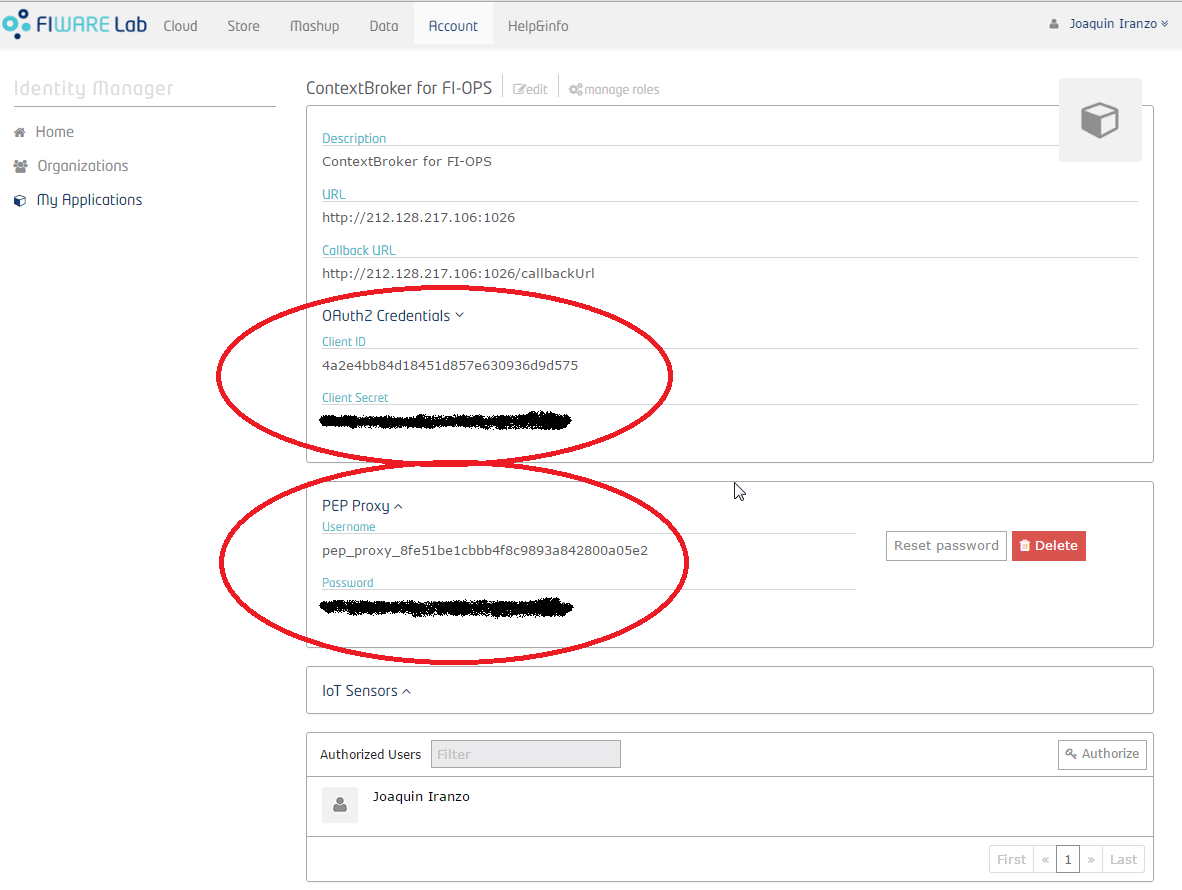 FIWARE Lab Cloud Store Mashup Data Account Help&info Joaquin Iranzo
Identity Manager
Home
Organizations
My Applications
ContextBroker for FI-OPS edit manage roles
Description
ContextBroker for FI-OPS
URL
http://212.128.217.106:1026
Callback URL
http://212.128.217.106:1026/callbackUrl
OAuth2 Credentials
Client ID
4a2e4bb84d18451d857e630936d9d575
Client Secret
PEP Proxy
Username
pep_proxy_8fe51be1cbbb4f8c9893a842800a05e2
Reset password Delete
Password
IoT Sensors
Authorized Users Filter Authorize
Joaquin Iranzo
First « 1 » Last